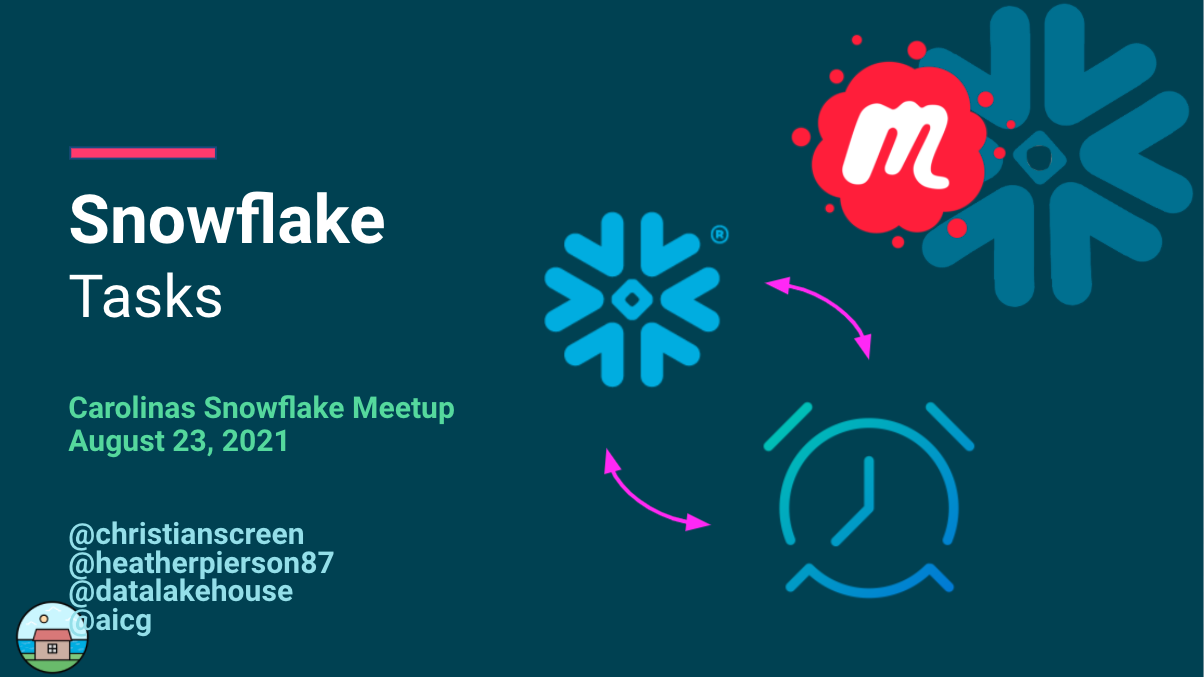 Snowflake
Tasks
Carolinas Snowflake Meetup
August 23, 2021
@christianscreen
@heatherpierson87
@datalakehouse
@aicg
m
®